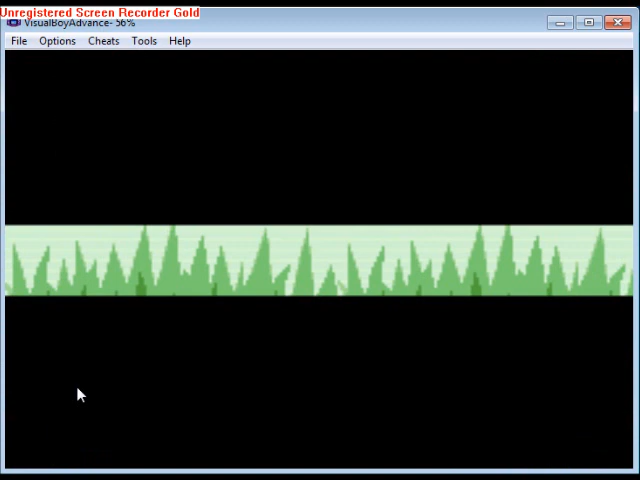 Unregistered Screen Recorder Gold
VisualBoyAdvance- 56%
File Options Cheats Tools Help